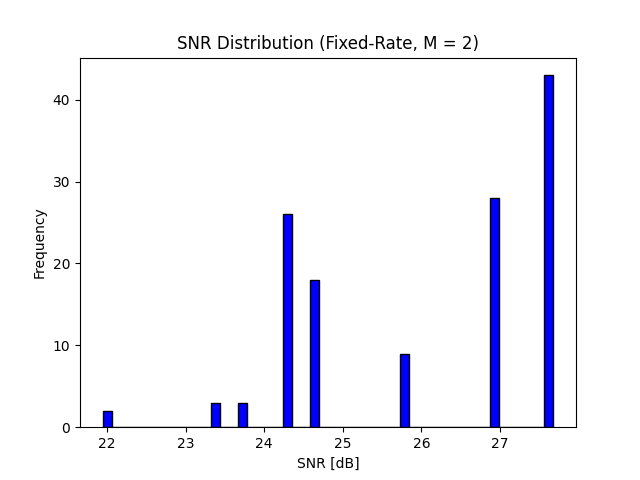 SNR Distribution (Fixed-Rate, M = 2)
Frequency
40
30
20
10
0
22 23 24 25 26 27
SNR [dB]